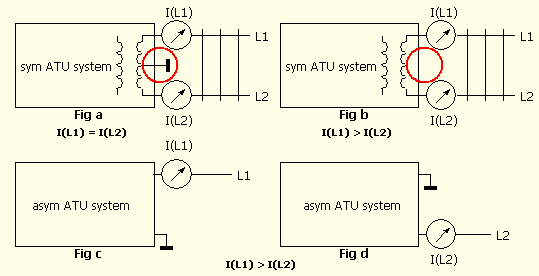 I(L1)
I(L1)
L1
L1
sym ATU system
sym ATU system
L2
L2
Fig a
Fig b
I(L2)
I(L2)
I(L1) = I(L2)
I(L1) > I(L2)
I(L1)
L1
asym ATU system
asym ATU system
L2
Fig c
Fig d
I(L2)
I(L1) > I(L2)